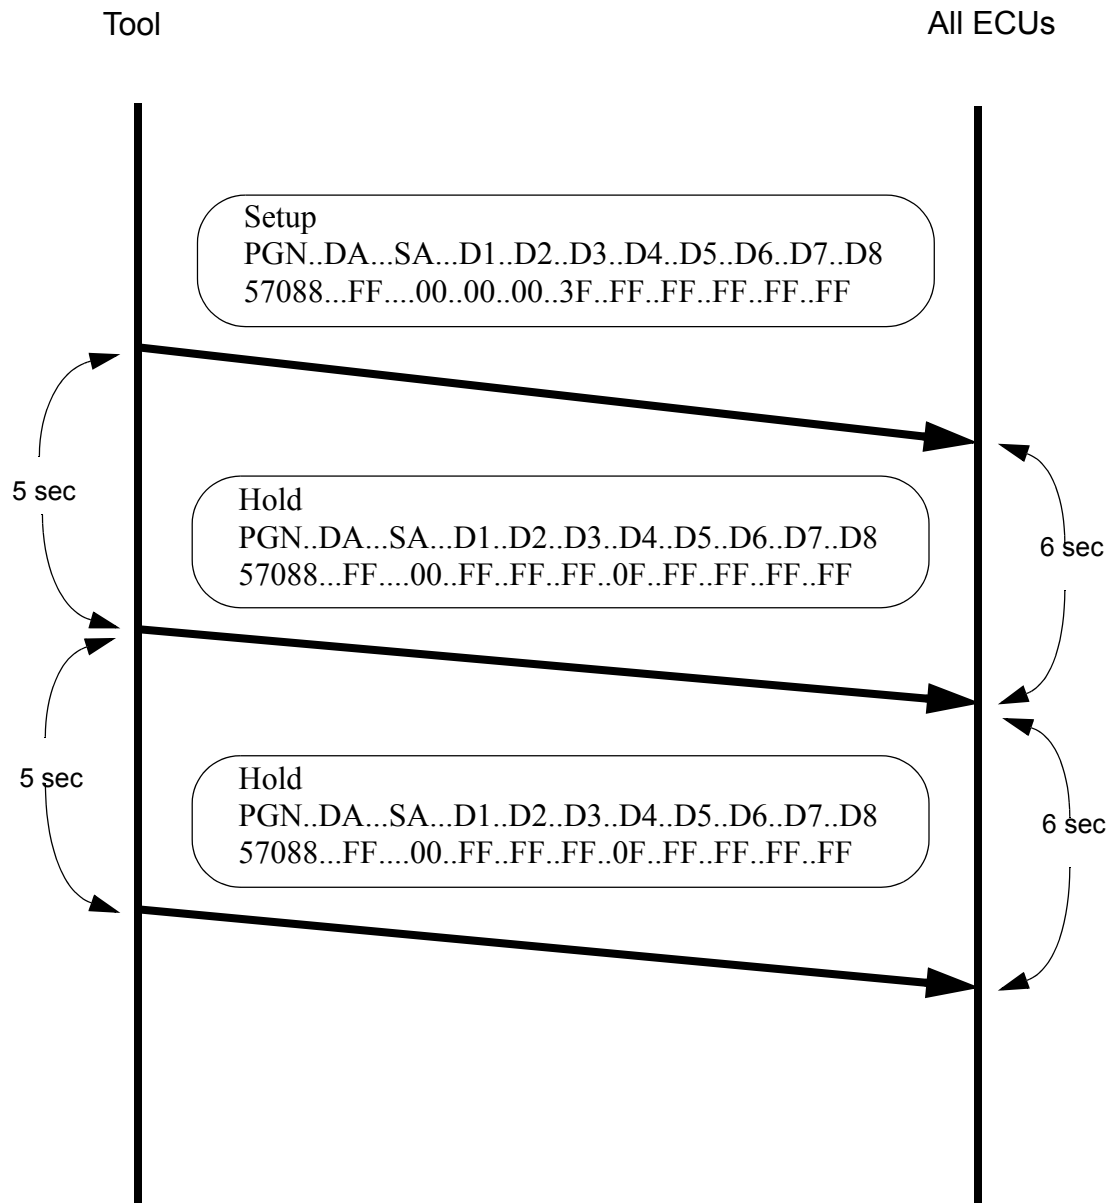 Tool
All ECUs
Setup
PGN..DA...SA...D1..D2..D3..D4..D5..D6..D7..D8
57088...FF....00..00..00..3F..FF..FF..FF..FF..FF
5 sec
Hold
PGN..DA...SA...D1..D2..D3..D4..D5..D6..D7..D8
57088...FF....00..FF..FF..FF..0F..FF..FF..FF..FF
6 sec
5 sec
Hold
PGN..DA...SA...D1..D2..D3..D4..D5..D6..D7..D8
57088...FF....00..FF..FF..FF..0F..FF..FF..FF..FF
6 sec